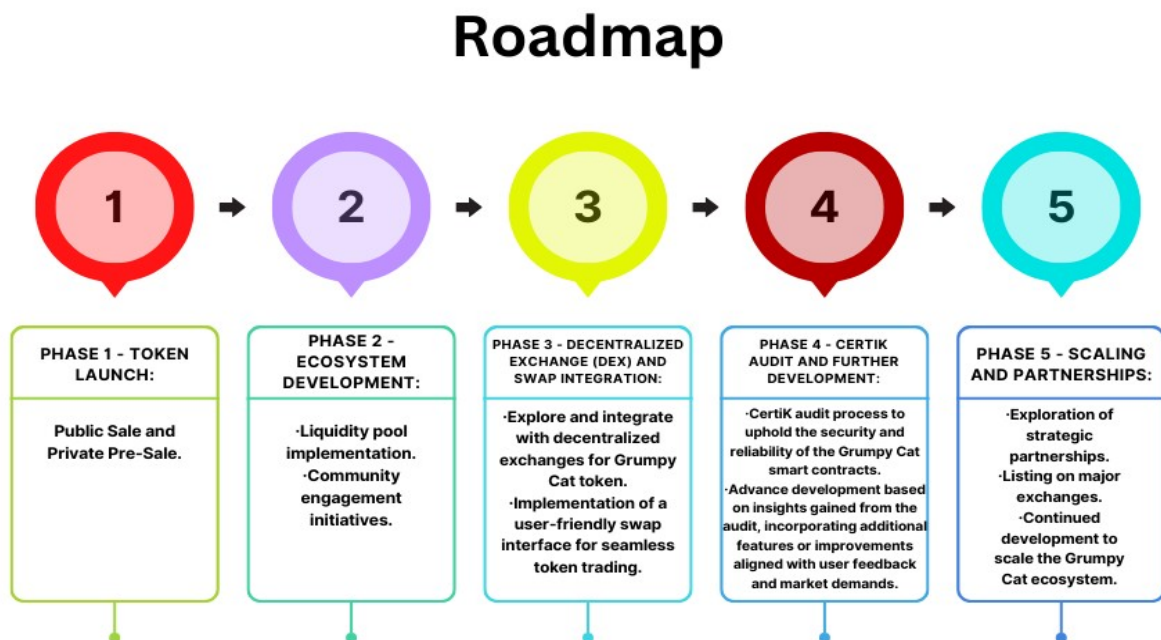 Roadmap
1
2
3
4
5
PHASE 1 - TOKEN
LAUNCH:
Public Sale and
Private Pre-Sale.
PHASE 2 -
ECOSYSTEM
DEVELOPMENT:
·Liquidity pool
implementation.
·Community
engagement
initiatives.
PHASE 3 - DECENTRALIZED
EXCHANGE (DEX) AND
SWAP INTEGRATION:
·Explore and integrate
with decentralized
exchanges for Grumpy
Cat token.
·Implementation of a
user-friendly swap
interface for seamless
token trading.
PHASE 4 - CERTIK
AUDIT AND FURTHER
DEVELOPMENT:
·CertiK audit process to
uphold the security and
reliability of the Grumpy Cat
smart contracts.
·Advance development based
on insights gained from the
audit, incorporating additional
features or improvements
aligned with user feedback
and market demands.
PHASE 5 - SCALING
AND PARTNERSHIPS:
·Exploration of
strategic
partnerships.
·Listing on major
exchanges.
·Continued
development to
scale the Grumpy
Cat ecosystem.